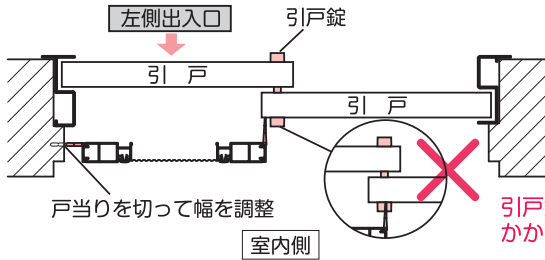 左側出入口
引戸錠
引 戸
引 戸
戸当りを切って幅を調整
室内側
引戸
かか